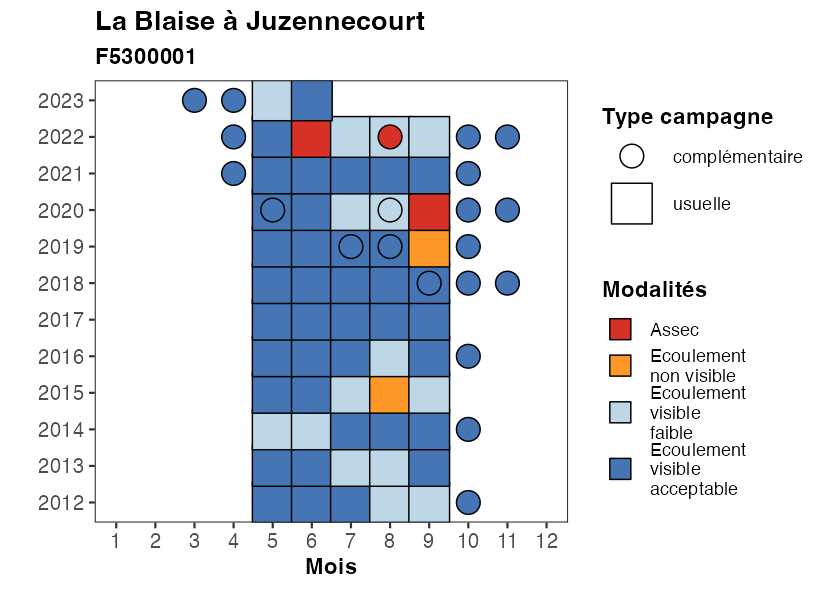 La Blaise à Juzennecourt
F5300001
2023
2022
2021
2020
2019
2018
2017
2016
2015
2014
2013
2012
1 2 3 4 5 6 7 8 9 10 11 12
Mois
Type campagne
complémentaire
usuelle
Modalités
Assec
Ecoulement
non visible
Ecoulement
visible
faible
Ecoulement
visible
acceptable